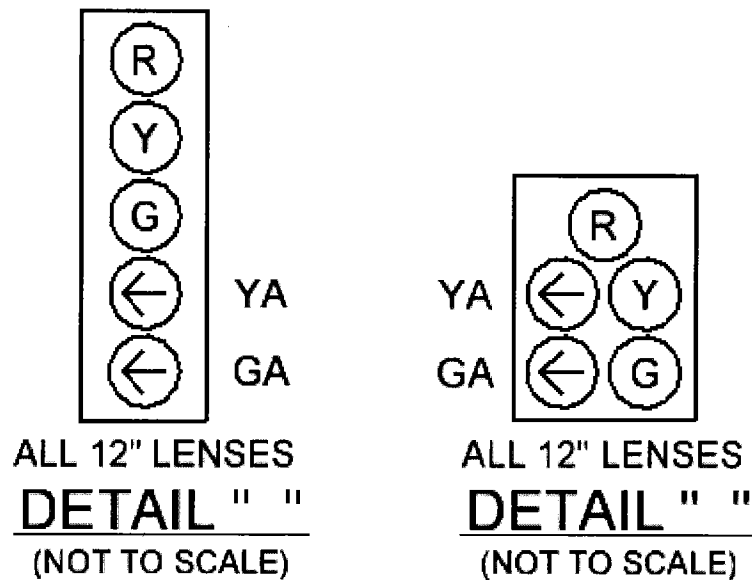 R
Y
G
YA
GA
ALL 12" LENSES
DETAIL " "
(NOT TO SCALE)
R
YA Y
GA G
ALL 12" LENSES
DETAIL " "
(NOT TO SCALE)